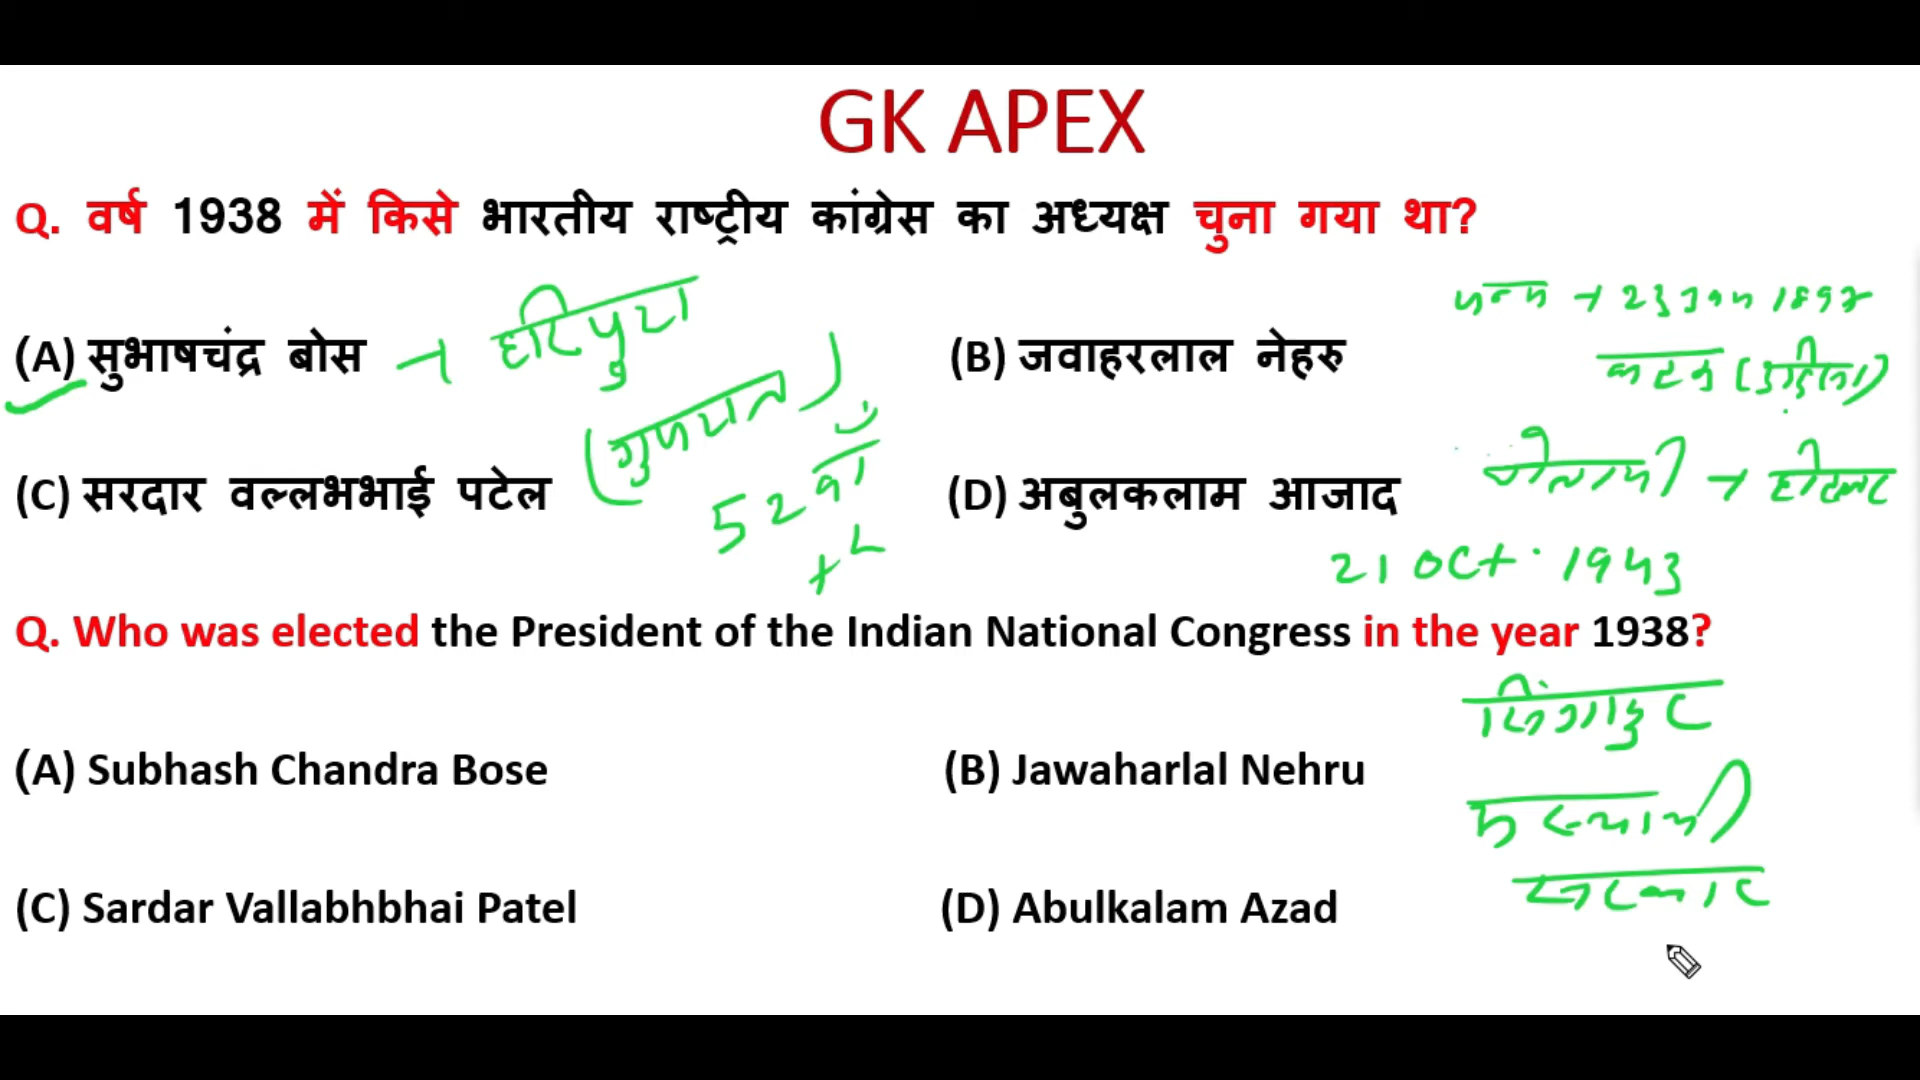 GK APEX
Q. वर्ष 1938 में किसे भारतीय राष्ट्रीय कांग्रेस का अध्यक्ष चुना गया था?
जन्म → 23 जन 1897
(A) सुभाषचंद्र बोस → हरिपुरा
(B) जवाहरलाल नेहरु
कटक (उड़ीसा)
(गुजरात)
(C) सरदार वल्लभभाई पटेल
52 वां
(D) अबुलकलाम आजाद
21 Oct. 1943
Q. Who was elected the President of the Indian National Congress in the year 1938?
सिंगापुर
(A) Subhash Chandra Bose
(B) Jawaharlal Nehru
सरकार
(C) Sardar Vallabhbhai Patel
(D) Abulkalam Azad